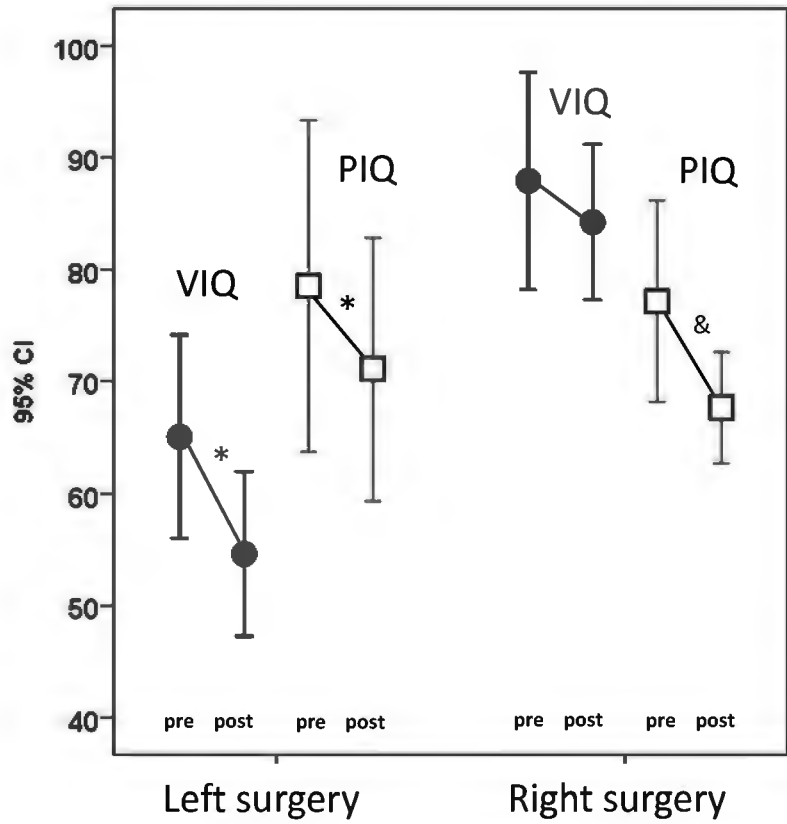 100
VIQ
90
PIQ
PIQ
80
VIQ
*
&
95% CI
70
*
60
50
40
pre post pre post pre post pre post
Left surgery Right surgery